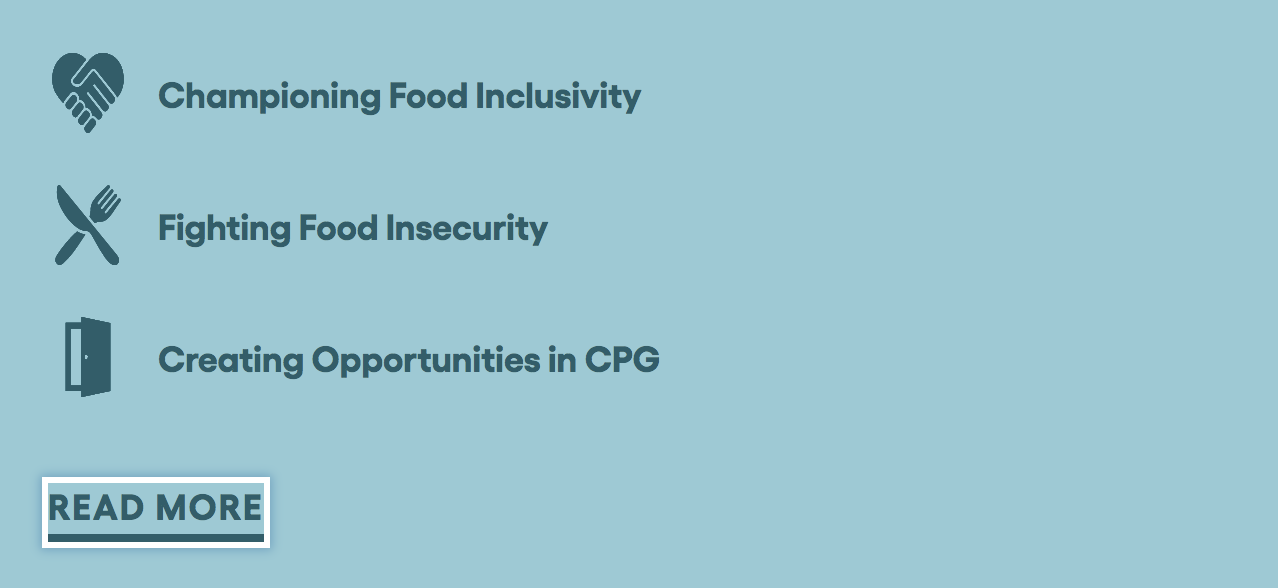 Championing Food Inclusivity
Fighting Food Insecurity
Creating Opportunities in CPG
READ MORE